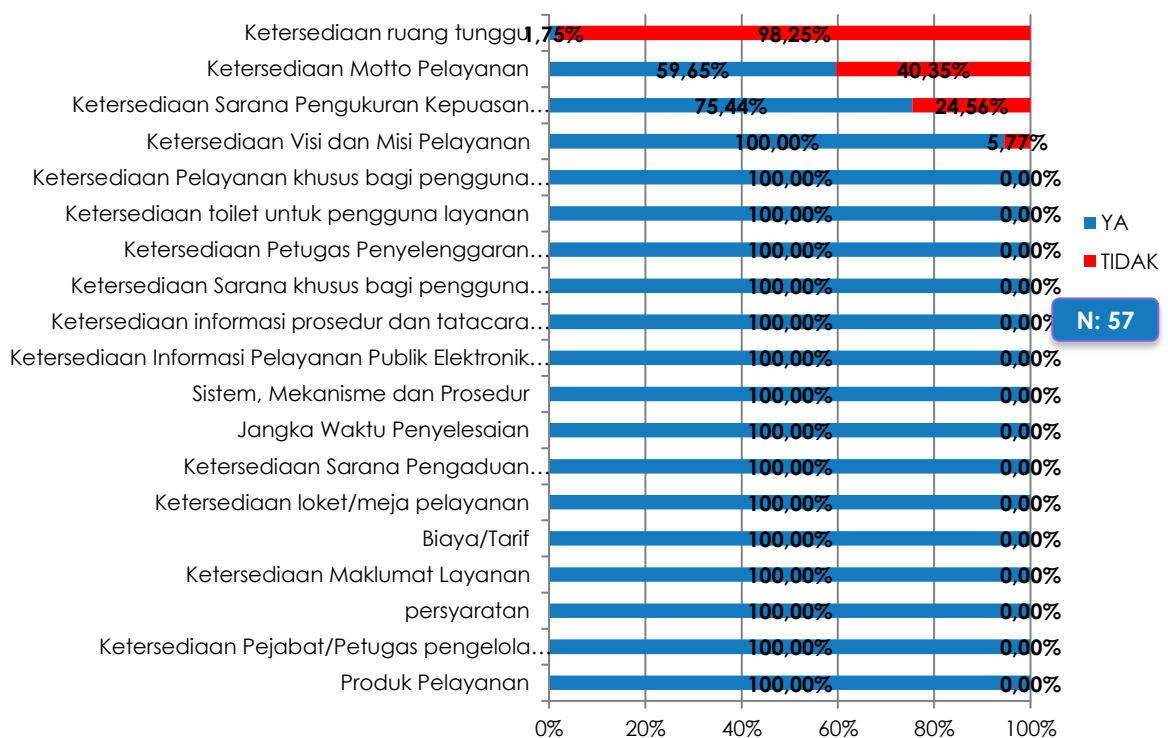 Ketersediaan ruang tunggu 1,75% 98,25%
Ketersediaan Motto Pelayanan 59,65% 40,35%
Ketersediaan Sarana Pengukuran Kepuasan… 75,44% 24,56%
Ketersediaan Visi dan Misi Pelayanan 100,00% 5,77%
Ketersediaan Pelayanan khusus bagi pengguna… 100,00% 0,00%
Ketersediaan toilet untuk pengguna layanan 100,00% 0,00%
Ketersediaan Petugas Penyelenggaran… 100,00% 0,00%
Ketersediaan Sarana khusus bagi pengguna… 100,00% 0,00%
Ketersediaan informasi prosedur dan tatacara… 100,00% 0,00%
Ketersediaan Informasi Pelayanan Publik Elektronik… 100,00% 0,00%
Sistem, Mekanisme dan Prosedur 100,00% 0,00%
Jangka Waktu Penyelesaian 100,00% 0,00%
Ketersediaan Sarana Pengaduan… 100,00% 0,00%
Ketersediaan loket/meja pelayanan 100,00% 0,00%
Biaya/Tarif 100,00% 0,00%
Ketersediaan Maklumat Layanan 100,00% 0,00%
persyaratan 100,00% 0,00%
Ketersediaan Pejabat/Petugas pengelola… 100,00% 0,00%
Produk Pelayanan 100,00% 0,00%
0% 20% 40% 60% 80% 100%
YA
TIDAK
N: 57